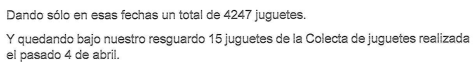 Dando sólo en esas fechas un total de 4247 juguetes.
Y quedando bajo nuestro resguardo 15 juguetes de la Colecta de juguetes realizada
el pasado 4 de abril.